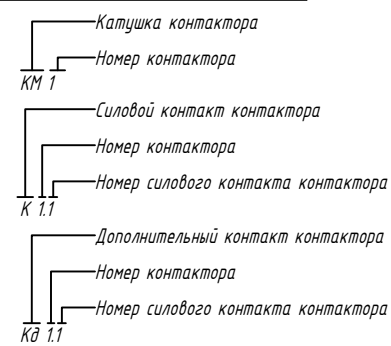 Катушка контактора
Номер контактора
КМ 1
Силовой контакт контактора
Номер контактора
Номер силового контакта контактора
К 1.1
Дополнительный контакт контактора
Номер контактора
Номер силового контакта контактора
Кд 1.1